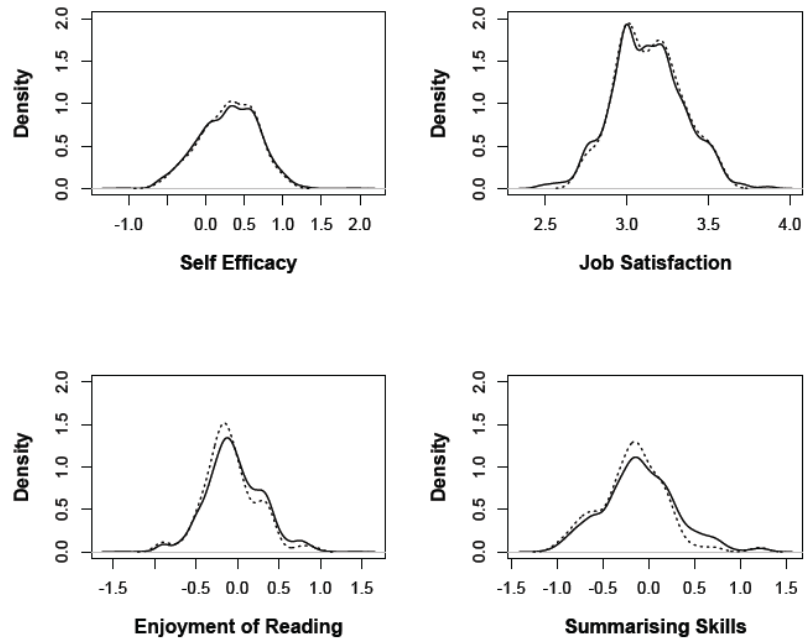 2.0
1.5
1.0
0.5
0.0
Density
-1.0 0.0 0.5 1.0 1.5 2.0
Self Efficacy
2.0
1.5
1.0
0.5
0.0
Density
2.5 3.0 3.5 4.0
Job Satisfaction
2.0
1.5
1.0
0.5
0.0
Density
-1.5 -0.5 0.0 0.5 1.0 1.5
Enjoyment of Reading
2.0
1.5
1.0
0.5
0.0
Density
-1.5 -1.0 -0.5 0.0 0.5 1.0 1.5
Summarising Skills